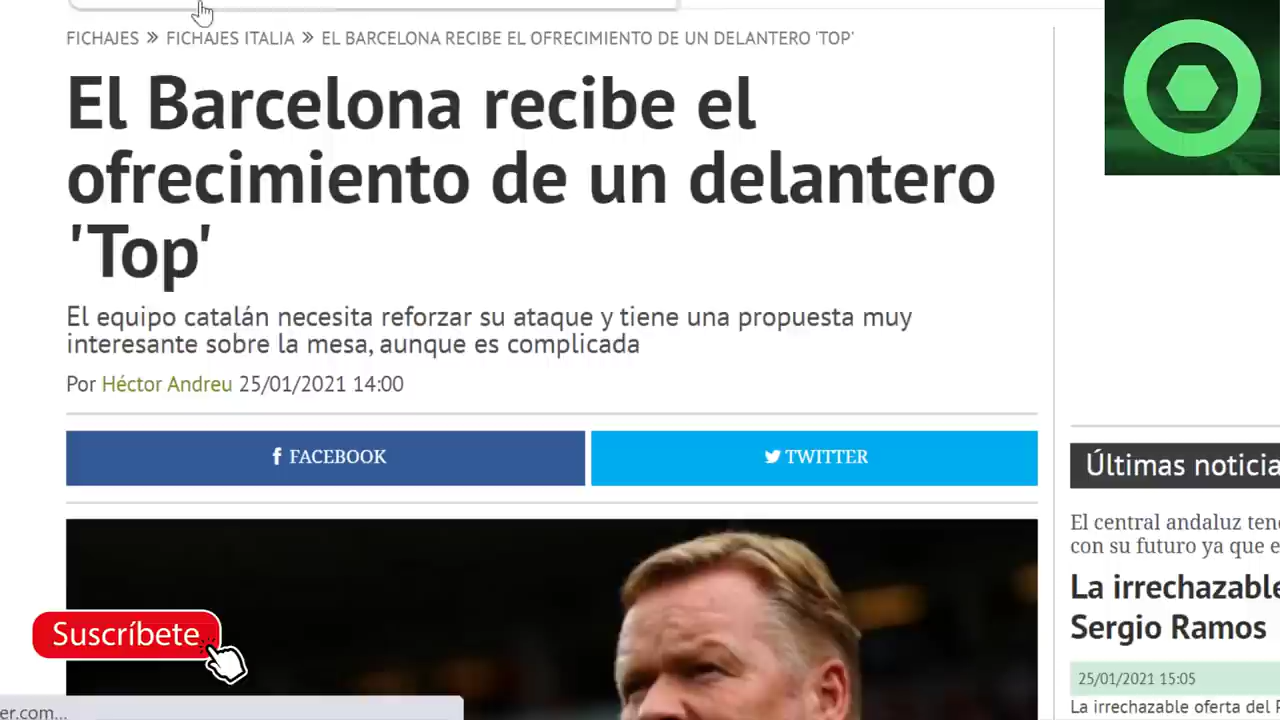 FICHAJES » FICHAJES ITALIA » EL BARCELONA RECIBE EL OFRECIMIENTO DE UN DELANTERO 'TOP'
El Barcelona recibe el
ofrecimiento de un delantero
'Top'
El equipo catalán necesita reforzar su ataque y tiene una propuesta muy
interesante sobre la mesa, aunque es complicada
Por Héctor Andreu 25/01/2021 14:00
f FACEBOOK
TWITTER
Suscríbete
er.com...
Últimas noticia
El central andaluz ten
con su futuro ya que e
La irrechazable
Sergio Ramos
25/01/2021 15:05
La irrechazable oferta del